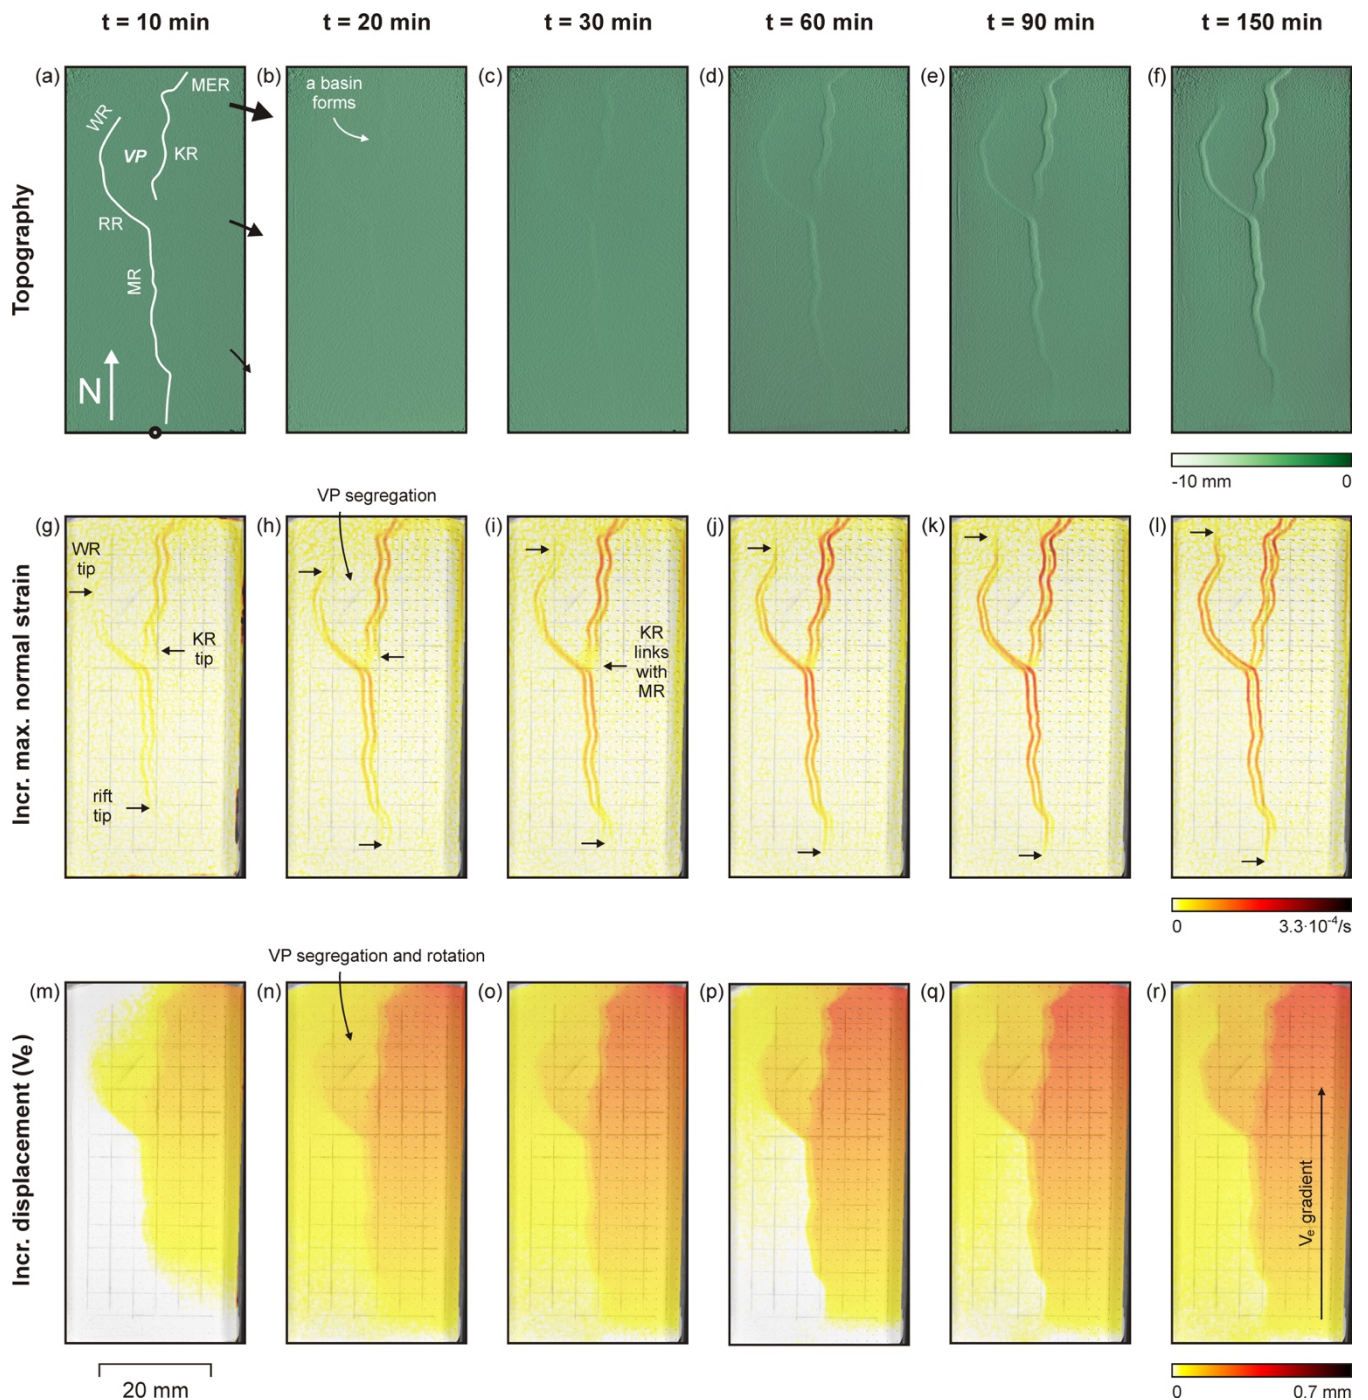 t = 10 min
t = 20 min
t = 30 min
t = 60 min
t = 90 min
t = 150 min
Topography
(a)
MER
WR
VP
KR
RR
MR
N
(b)
a basin
forms
(c)
(d)
(e)
(f)
-10 mm
0
Incr. max. normal strain
VP segregation
(g)
WR
tip
KR
tip
rift
tip
(h)
(i)
KR
links
with
MR
(j)
(k)
(l)
0
3.3·10⁻⁴/s
Incr. displacement (Vₑ)
VP segregation and rotation
(m)
(n)
(o)
(p)
(q)
(r)
Vₑ gradient
20 mm
0
0.7 mm